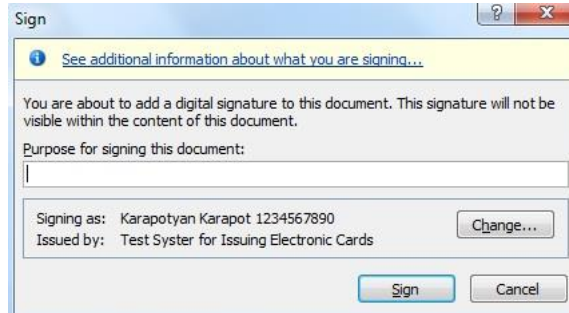 Sign
See additional information about what you are signing...
You are about to add a digital signature to this document. This signature will not be
visible within the content of this document.
Purpose for signing this document:
Signing as: Karapotyan Karapot 1234567890
Issued by: Test Syster for Issuing Electronic Cards
Change...
Sign
Cancel